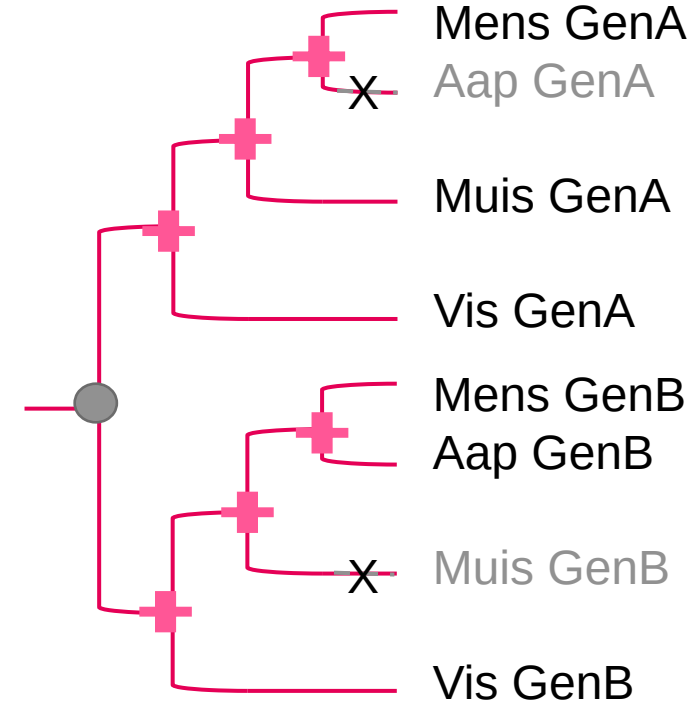 Mens GenA
Aap GenA
X
Muis GenA
Vis GenA
Mens GenB
Aap GenB
Muis GenB
X
Vis GenB